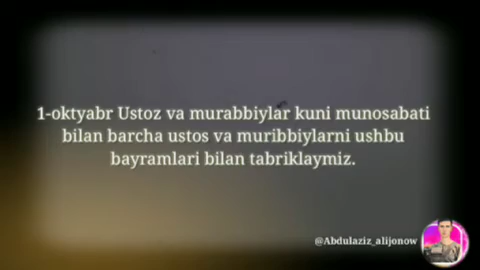 1-oktyabr Ustoz va murabbiylar kuni munosabati
bilan barcha ustos va muribbiylarni ushbu
bayramlari bilan tabriklaymiz.
@Abdulaziz_alijonow